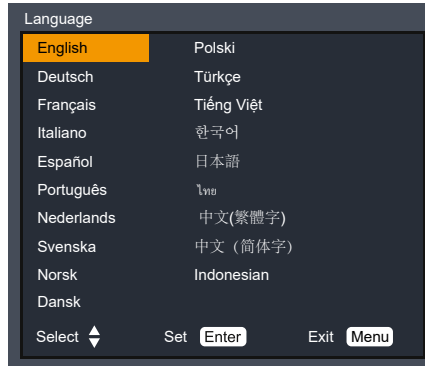 Language
English
Deutsch
Français
Italiano
Español
Português
Nederlands
Svenska
Norsk
Dansk
Polski
Türkçe
Tiếng Việt
한국어
日本語
ไทย
中文(繁體字)
中文（简体字）
Indonesian
Select Set Enter Exit Menu